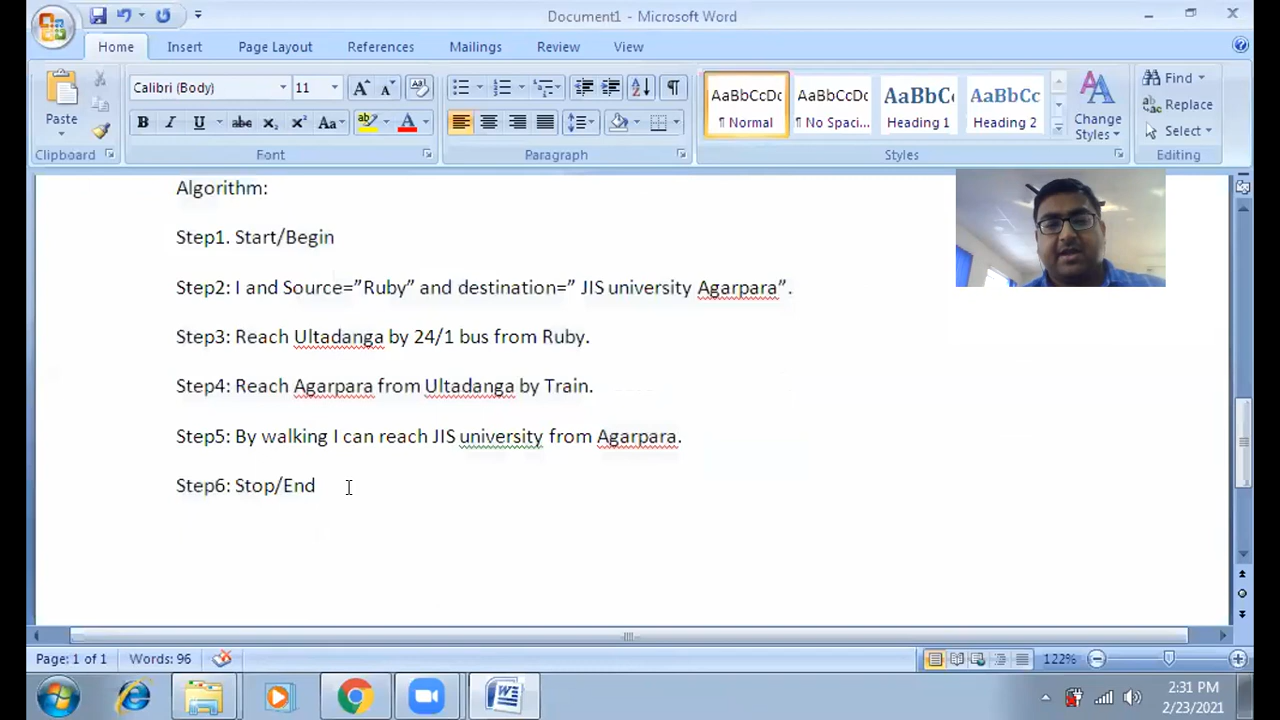 Document1 - Microsoft Word
Home Insert Page Layout References Mailings Review View
Calibri (Body) 11
AaBbCcDc AaBbCcDc AaBbC AaBbCc
Paste
¶ Normal ¶ No Spaci... Heading 1 Heading 2
Change Styles
Find
Replace
Select
Clipboard Font Paragraph Styles Editing
Algorithm:
Step1. Start/Begin
Step2: I and Source=”Ruby” and destination=” JIS university Agarpara”.
Step3: Reach Ultadanga by 24/1 bus from Ruby.
Step4: Reach Agarpara from Ultadanga by Train.
Step5: By walking I can reach JIS university from Agarpara.
Step6: Stop/End
Page: 1 of 1 Words: 96 122%
2:31 PM
2/23/2021